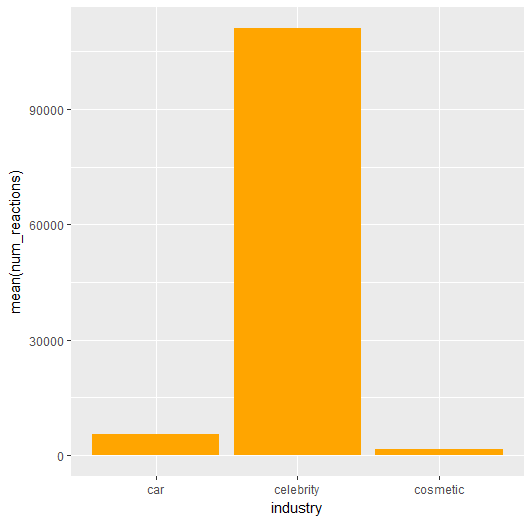 mean(num_reactions)
90000
60000
30000
0
car celebrity cosmetic
industry